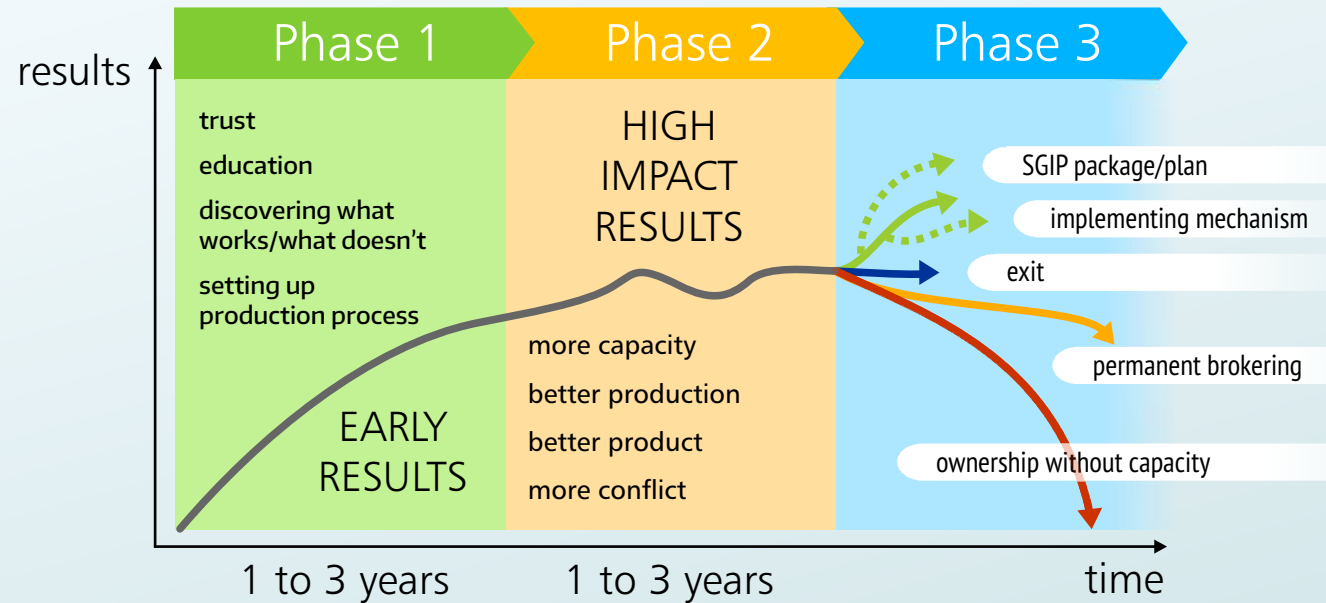 Phase 1
Phase 2
Phase 3
results
trust
education
discovering what
works/what doesn't
setting up
production process
EARLY
RESULTS
HIGH
IMPACT
RESULTS
more capacity
better production
better product
more conflict
SGIP package/plan
implementing mechanism
exit
permanent brokering
ownership without capacity
1 to 3 years
1 to 3 years
time